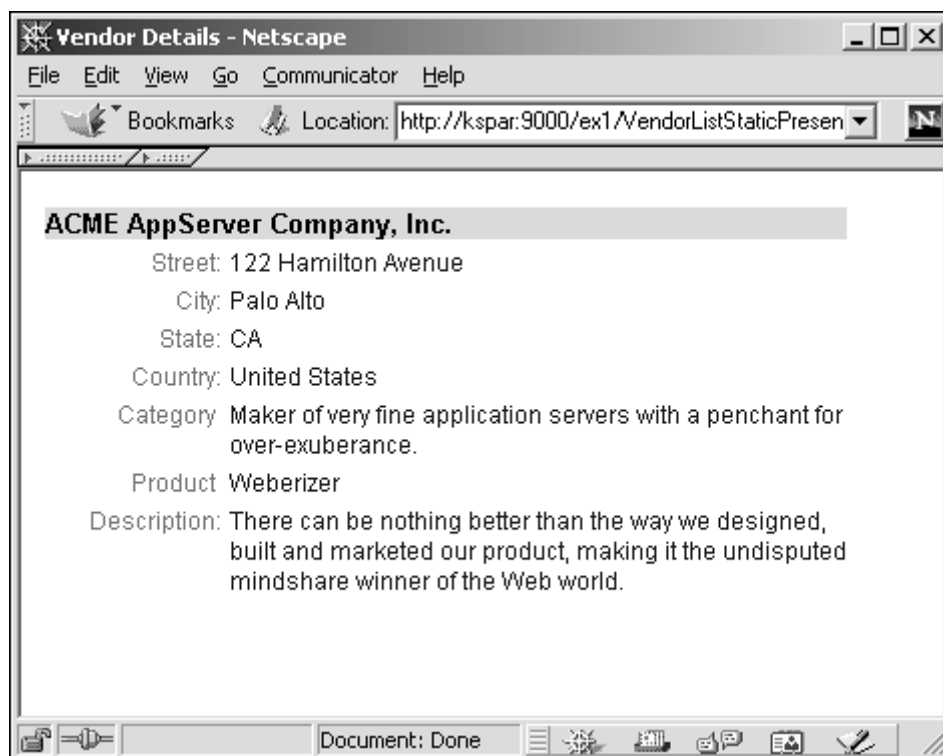 Vendor Details - Netscape
File Edit View Go Communicator Help
Bookmarks Location: http://kspar:9000/ex1/VendorListStaticPresen N
ACME AppServer Company, Inc.
Street: 122 Hamilton Avenue
City: Palo Alto
State: CA
Country: United States
Category Maker of very fine application servers with a penchant for
over-exuberance.
Product Weberizer
Description: There can be nothing better than the way we designed,
built and marketed our product, making it the undisputed
mindshare winner of the Web world.
Document: Done